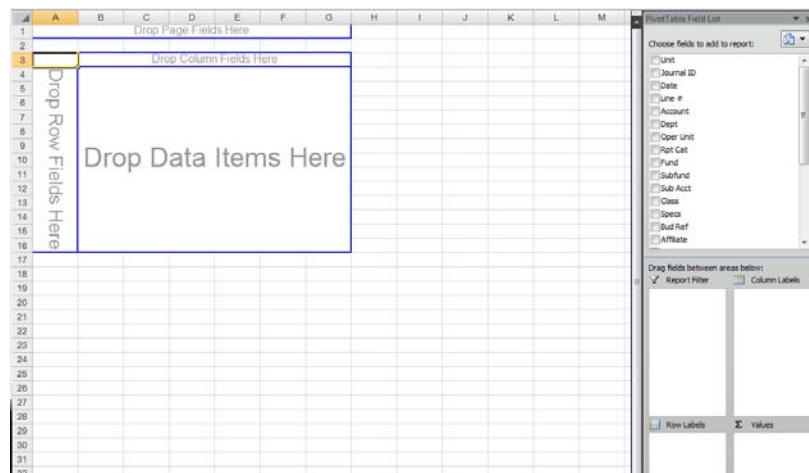 A B C D E F G H I J K L M
1 Drop Page Fields Here
2
3 Drop Column Fields Here
4
5
6
7
8
9
10
11
12
13
14
15
16
Drop Row Fields Here
Drop Data Items Here
17
18
19
20
21
22
23
24
25
26
27
28
29
30
31
32
PivotTable Field List
Choose fields to add to report:
Unit
Journal ID
Date
Line #
Account
Dept
Oper Unit
Rpt Cat
Fund
Subfund
Sub Acct
Class
Specs
Bud Ref
Affiliate
Drag fields between areas below:
Report Filter Column Labels
Row Labels Σ Values